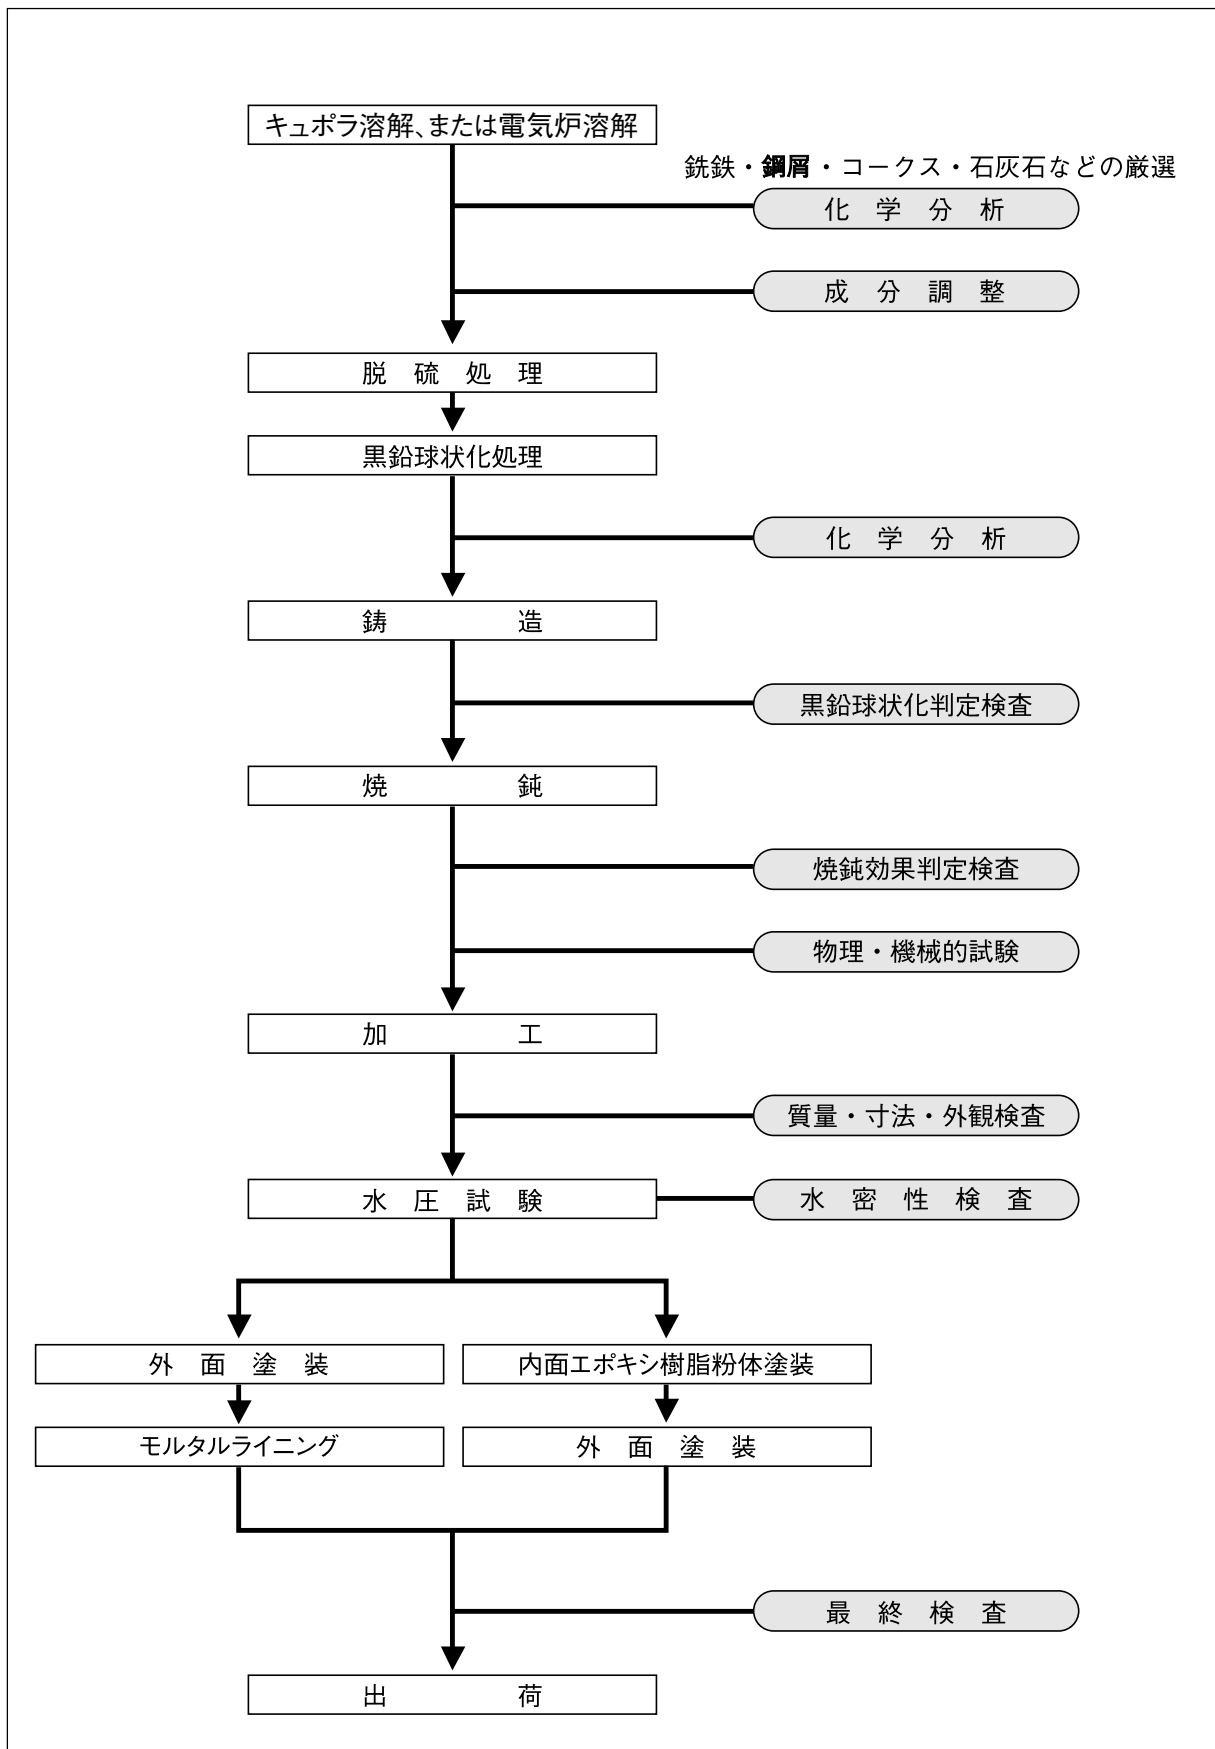 キュポラ溶解、または電気炉溶解
銑鉄・鋼屑・コークス・石灰石などの厳選
化学分析
成分調整
脱硫処理
黒鉛球状化処理
化学分析
鋳造
黒鉛球状化判定検査
焼鈍
焼鈍効果判定検査
物理・機械的試験
加工
質量・寸法・外観検査
水圧試験
水密性検査
外面塗装
内面エポキシ樹脂粉体塗装
モルタルライニング
外面塗装
最終検査
出荷